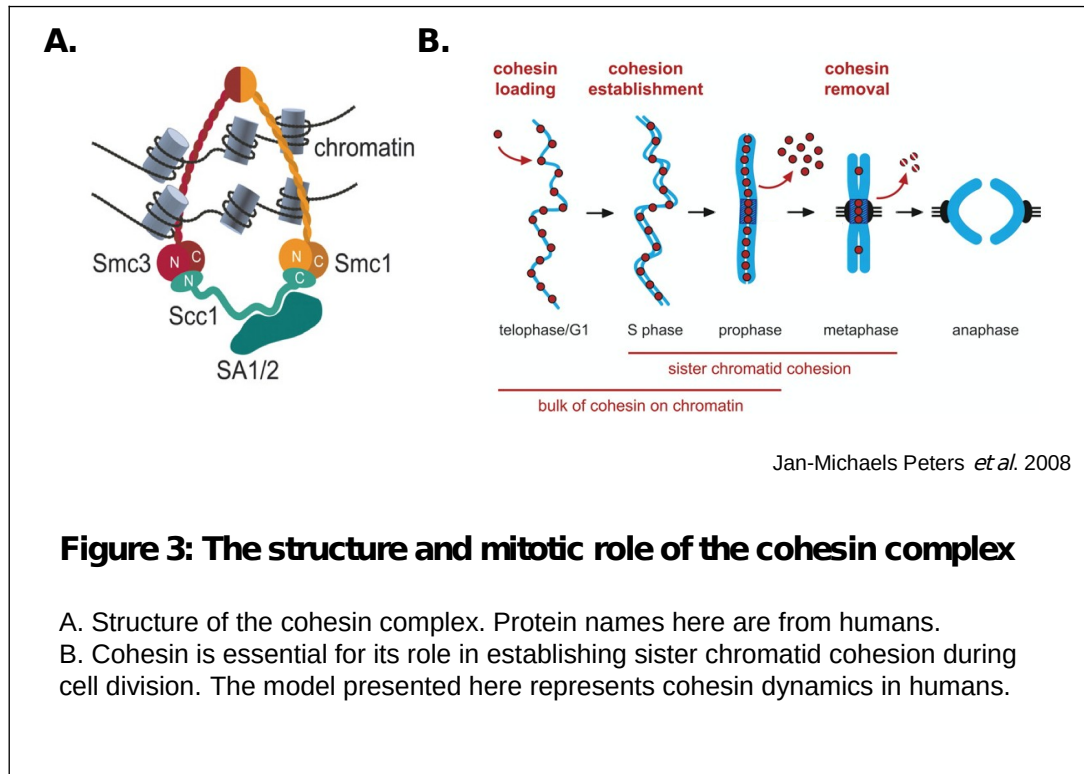 A.
chromatin
N C
Smc3
N
N C
Smc1
C
Scc1
SA1/2
B.
cohesin
loading
cohesion
establishment
cohesin
removal
telophase/G1
S phase
prophase
metaphase
anaphase
sister chromatid cohesion
bulk of cohesin on chromatin
Jan-Michaels Peters et al. 2008
Figure 3: The structure and mitotic role of the cohesin complex
A. Structure of the cohesin complex. Protein names here are from humans.
B. Cohesin is essential for its role in establishing sister chromatid cohesion during
cell division. The model presented here represents cohesin dynamics in humans.